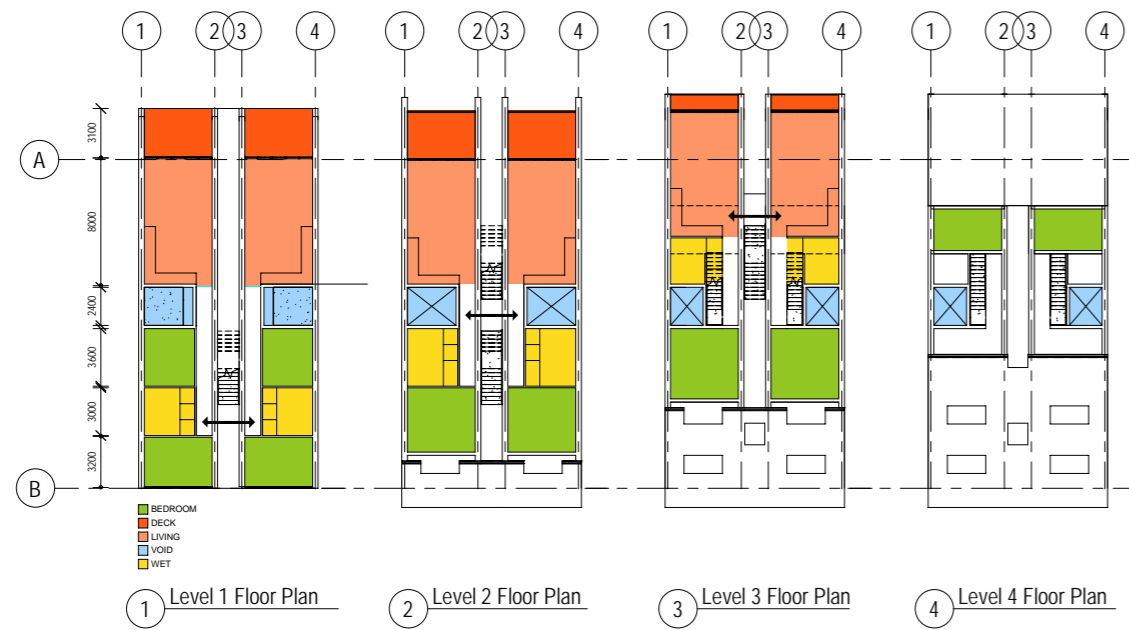 1 2 3 4 1 2 3 4 1 2 3 4 1 2 3 4
3100
A
8000
2400
3600
3000
3200
B
BEDROOM
DECK
LIVING
VOID
WET
1 Level 1 Floor Plan
2 Level 2 Floor Plan
3 Level 3 Floor Plan
4 Level 4 Floor Plan